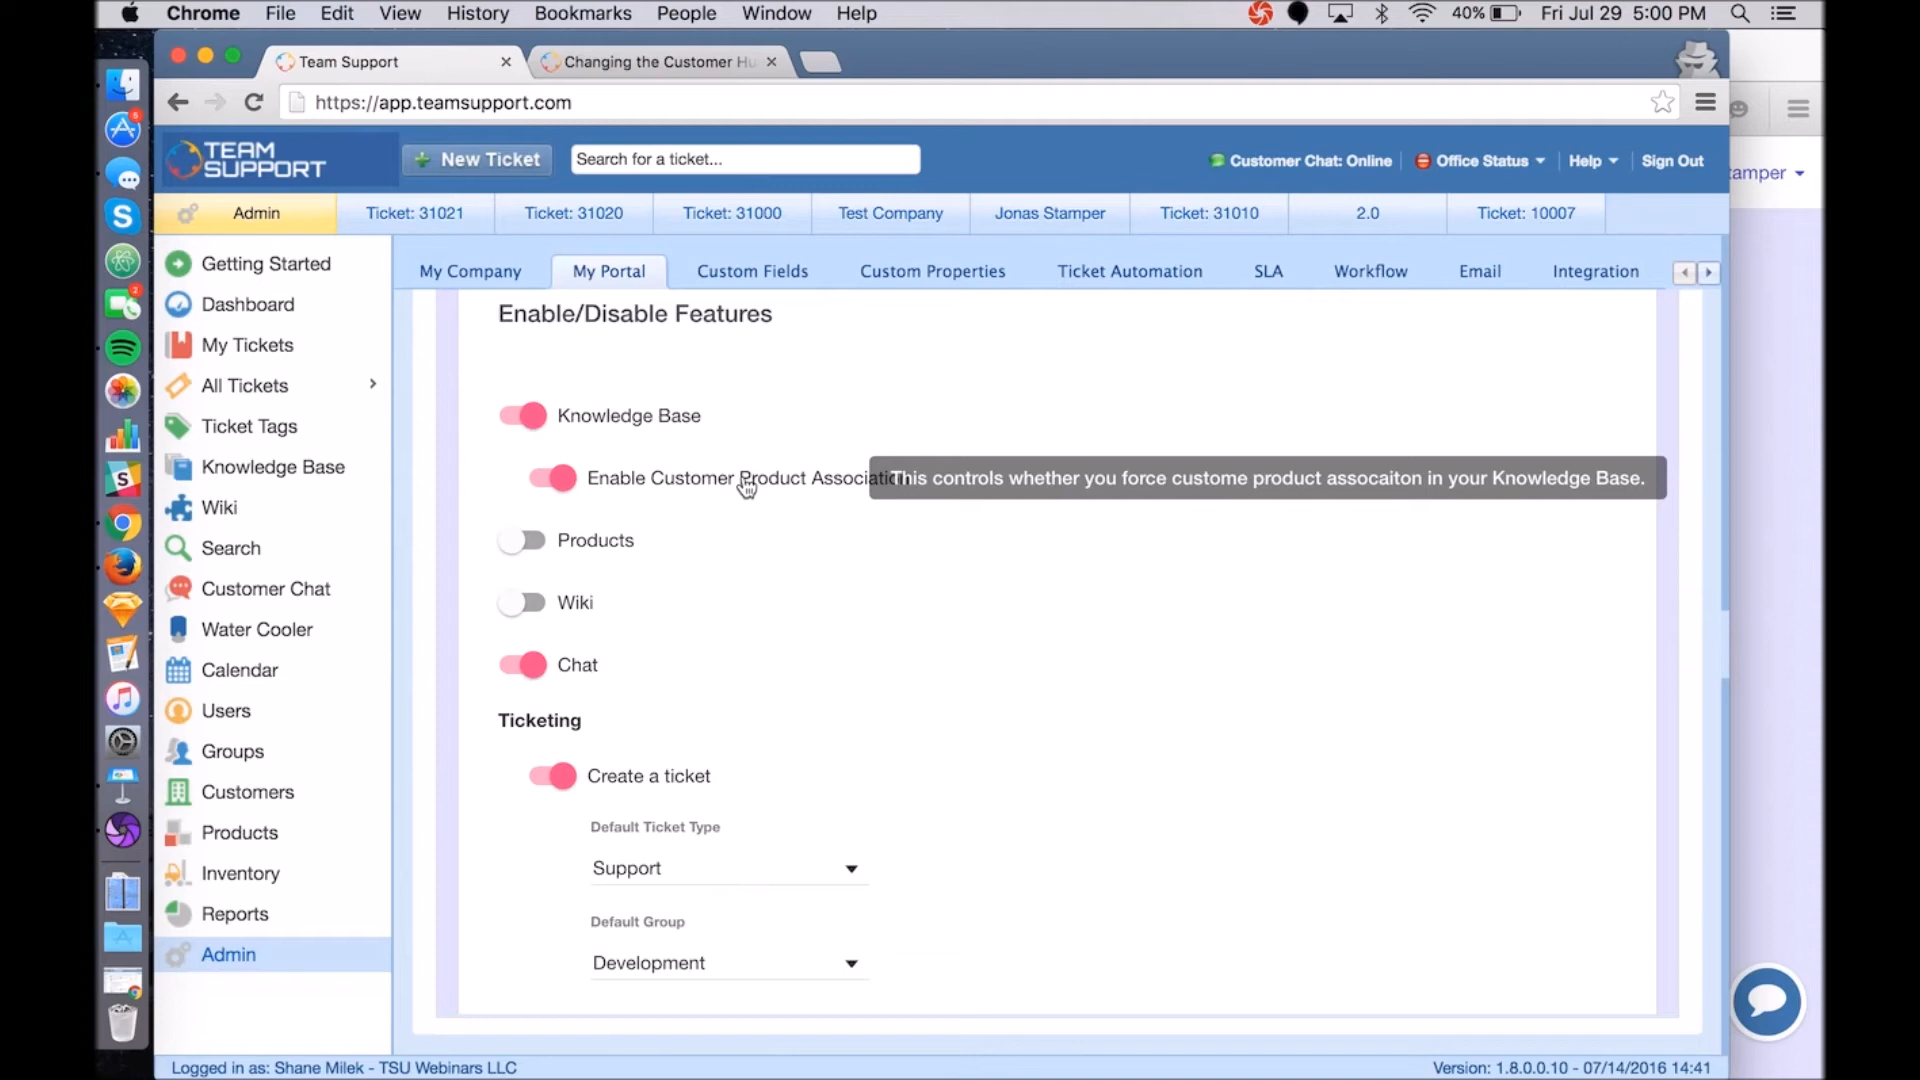 Chrome File Edit View History Bookmarks People Window Help
40% Fri Jul 29 5:00 PM
Team Support
Changing the Customer Hu
https://app.teamsupport.com
TEAM SUPPORT
New Ticket
Search for a ticket...
Customer Chat: Online
Office Status
Help
Sign Out
tamper
Admin
Ticket: 31021
Ticket: 31020
Ticket: 31000
Test Company
Jonas Stamper
Ticket: 31010
2.0
Ticket: 10007
Getting Started
Dashboard
My Tickets
All Tickets
Ticket Tags
Knowledge Base
Wiki
Search
Customer Chat
Water Cooler
Calendar
Users
Groups
Customers
Products
Inventory
Reports
Admin
My Company
My Portal
Custom Fields
Custom Properties
Ticket Automation
SLA
Workflow
Email
Integration
Enable/Disable Features
Knowledge Base
Enable Customer Product Association
This controls whether you force custome product assocaiton in your Knowledge Base.
Products
Wiki
Chat
Ticketing
Create a ticket
Default Ticket Type
Support
Default Group
Development
Logged in as: Shane Milek - TSU Webinars LLC
Version: 1.8.0.0.10 - 07/14/2016 14:41